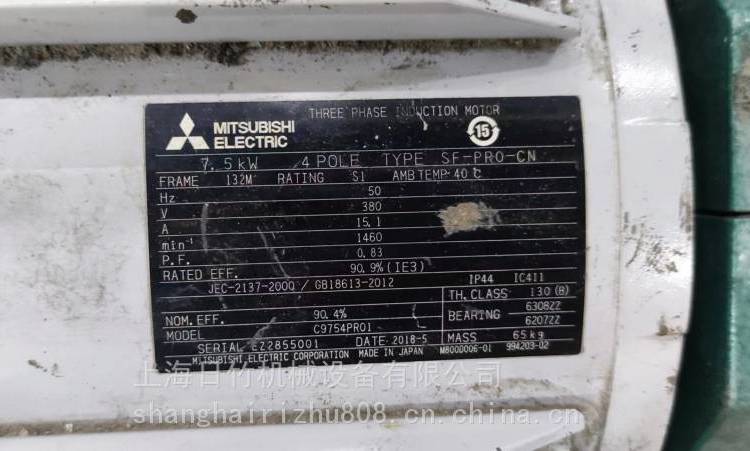 THREE PHASE INDUCTION MOTOR
MITSUBISHI ELECTRIC
15
7.5kW 4 POLE TYPE SF-PRO-CN
FRAME 132M RATING S1 AMB TEMP. 40℃
Hz 50
V 380
A 15.1
min-1 1460
P.F. 0.83
RATED EFF. 90.9%(IE3)
JEC-2137-2000 / GB18613-2012 IP44 IC411
TH. CLASS 130 (B)
NOM.EFF. 90.4% BEARING 6308ZZ
MODEL C9754PR01 6207ZZ
SERIAL EZ2855001 DATE 2018-5 MASS 65kg
MITSUBISHI ELECTRIC CORPORATION MADE IN JAPAN M800D006-01 994203-02
上海日竹机械设备有限公司
shanghairizhu808.cn.china.cn